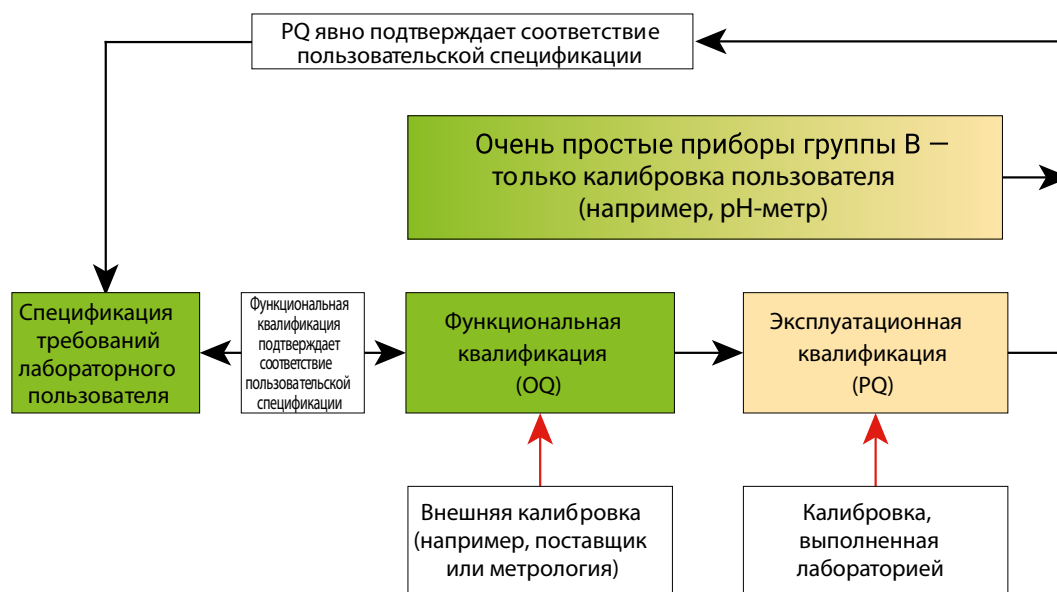 PQ явно подтверждает соответствие
пользовательской спецификации
Очень простые приборы группы B —
только калибровка пользователя
(например, pH-метр)
Спецификация
требований
лабораторного
пользователя
Функциональная
квалификация
подтверждает
соответствие
пользовательской
спецификации
Функциональная
квалификация
(OQ)
Эксплуатационная
квалификация
(PQ)
Внешняя калибровка
(например, поставщик
или метрология)
Калибровка,
выполненная
лабораторией